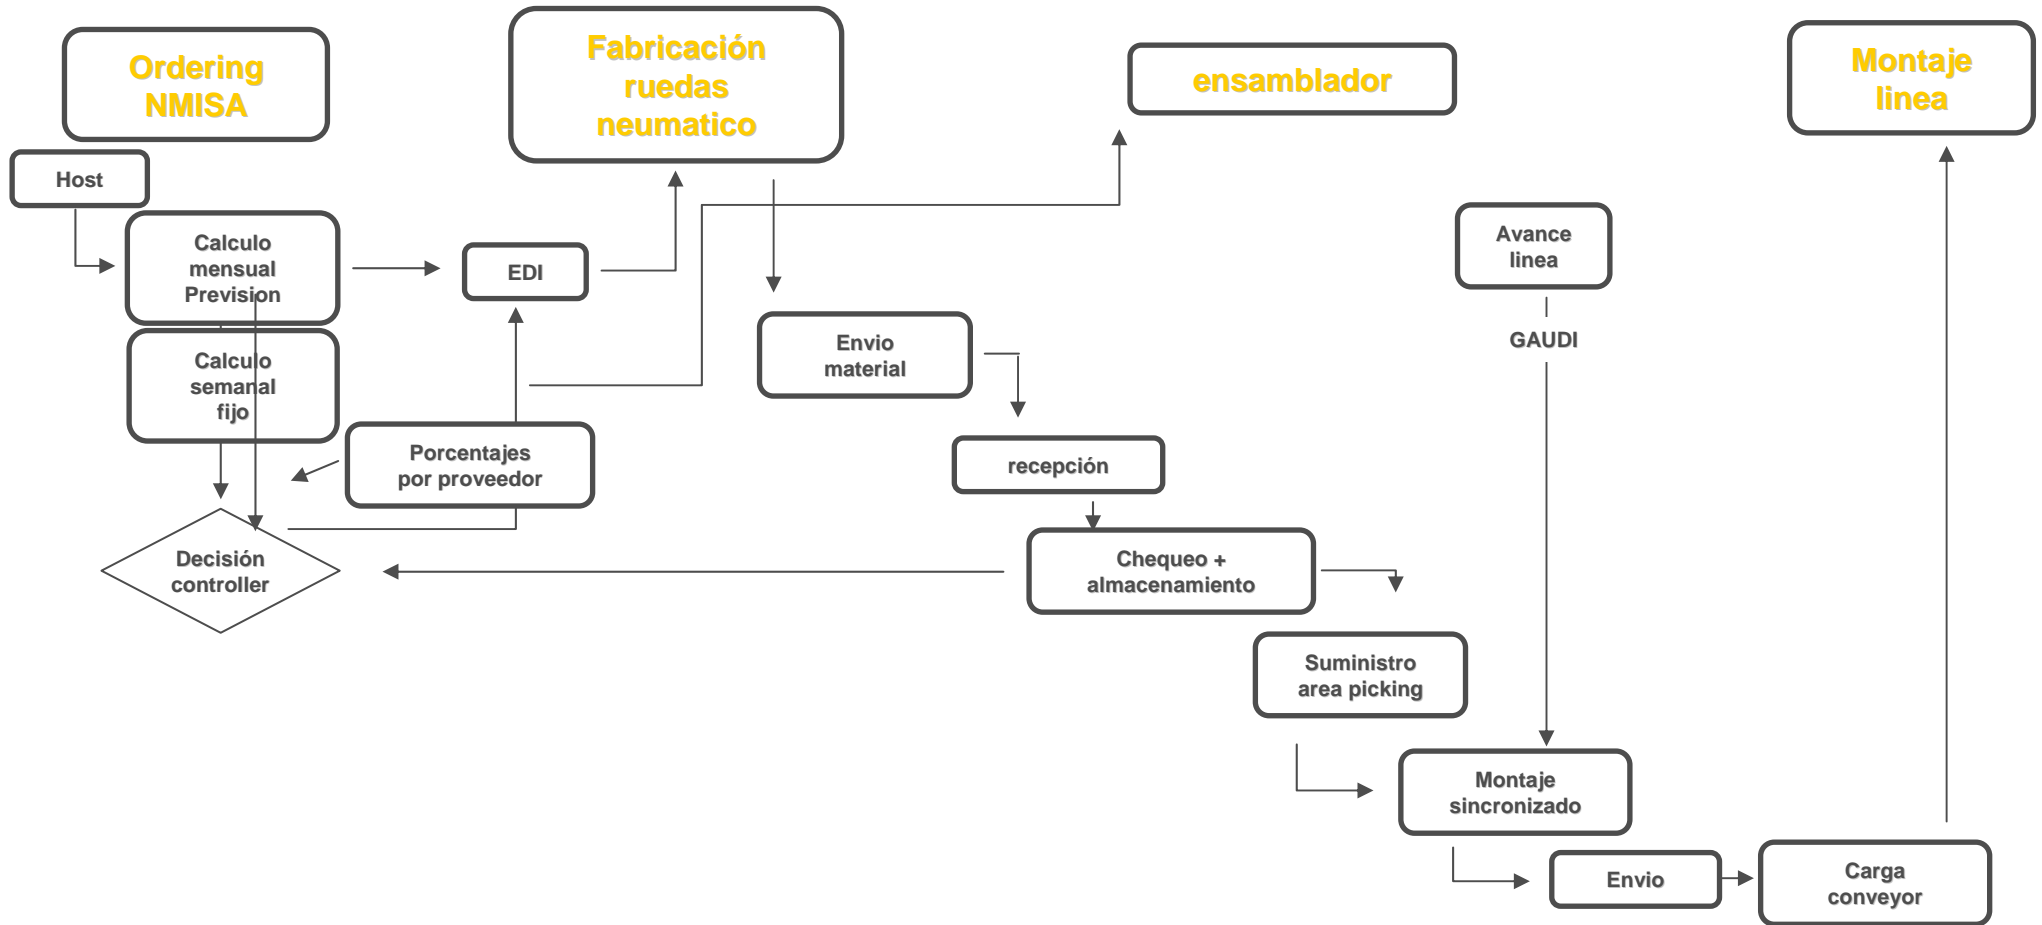 Ordering
NMISA
Fabricación
ruedas
neumatico
ensamblador
Montaje
linea
Host
Calculo
mensual
Prevision
EDI
Avance
linea
GAUDI
Envio
material
Calculo
semanal
fijo
Porcentajes
por proveedor
recepción
Decisión
controller
Chequeo +
almacenamiento
Suministro
area picking
Montaje
sincronizado
Envio
Carga
conveyor